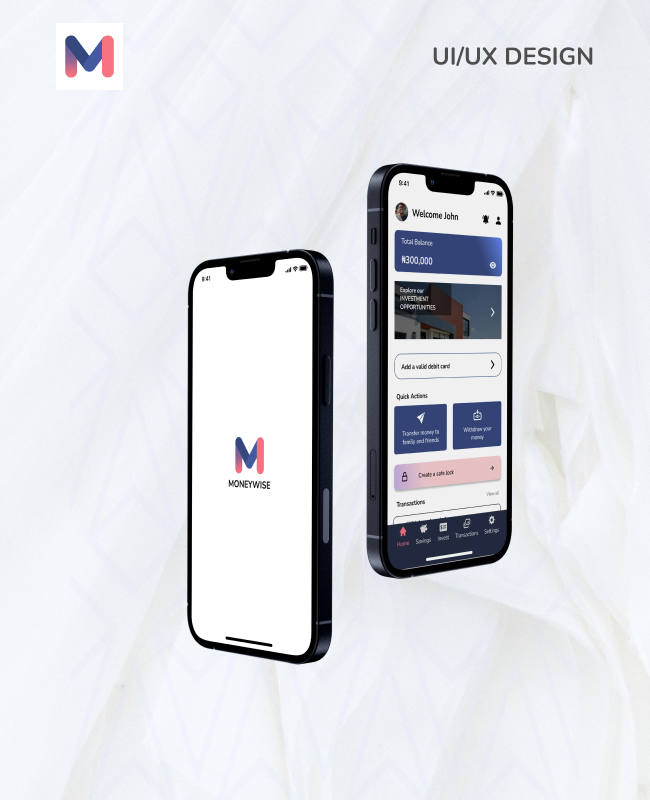 UI/UX DESIGN
9:41
MONEYWISE
9:41
Welcome John
Total Balance
₦300,000
Explore our
INVESTMENT
OPPORTUNITIES
Add a valid debit card
Quick Actions
Transfer money to
family and friends
Withdraw your
money
Create a safe lock
Transactions
View all
Home
Savings
Invest
Transactions
Settings